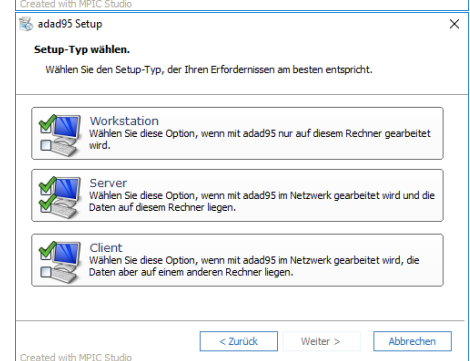 Created with MPIC Studio
adad95 Setup
Setup-Typ wählen.
Wählen Sie den Setup-Typ, der Ihren Erfordernissen am besten entspricht.
Workstation
Wählen Sie diese Option, wenn mit adad95 nur auf diesem Rechner gearbeitet
wird.
Server
Wählen Sie diese Option, wenn mit adad95 im Netzwerk gearbeitet wird und die
Daten auf diesem Rechner liegen.
Client
Wählen Sie diese Option, wenn mit adad95 im Netzwerk gearbeitet wird, die
Daten aber auf einem anderen Rechner liegen.
< Zurück Weiter > Abbrechen
Created with MPIC Studio